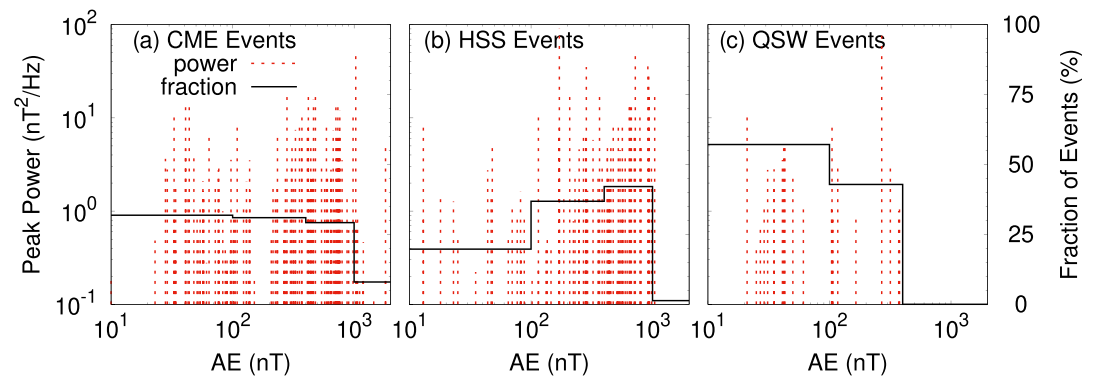 (a) CME Events
power
fraction
(b) HSS Events
(c) QSW Events
Peak Power (nT²/Hz)
10²
10¹
10⁰
10⁻¹
10¹ 10² 10³
10¹ 10² 10³
10¹ 10² 10³
AE (nT)
AE (nT)
AE (nT)
100
75
50
25
0
Fraction of Events (%)